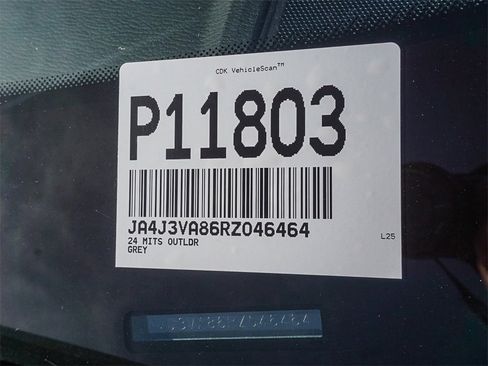 CDK VehicleScan™
P11803
JA4J3VA86RZ046464
24 MITS OUTLDR
GREY
L25